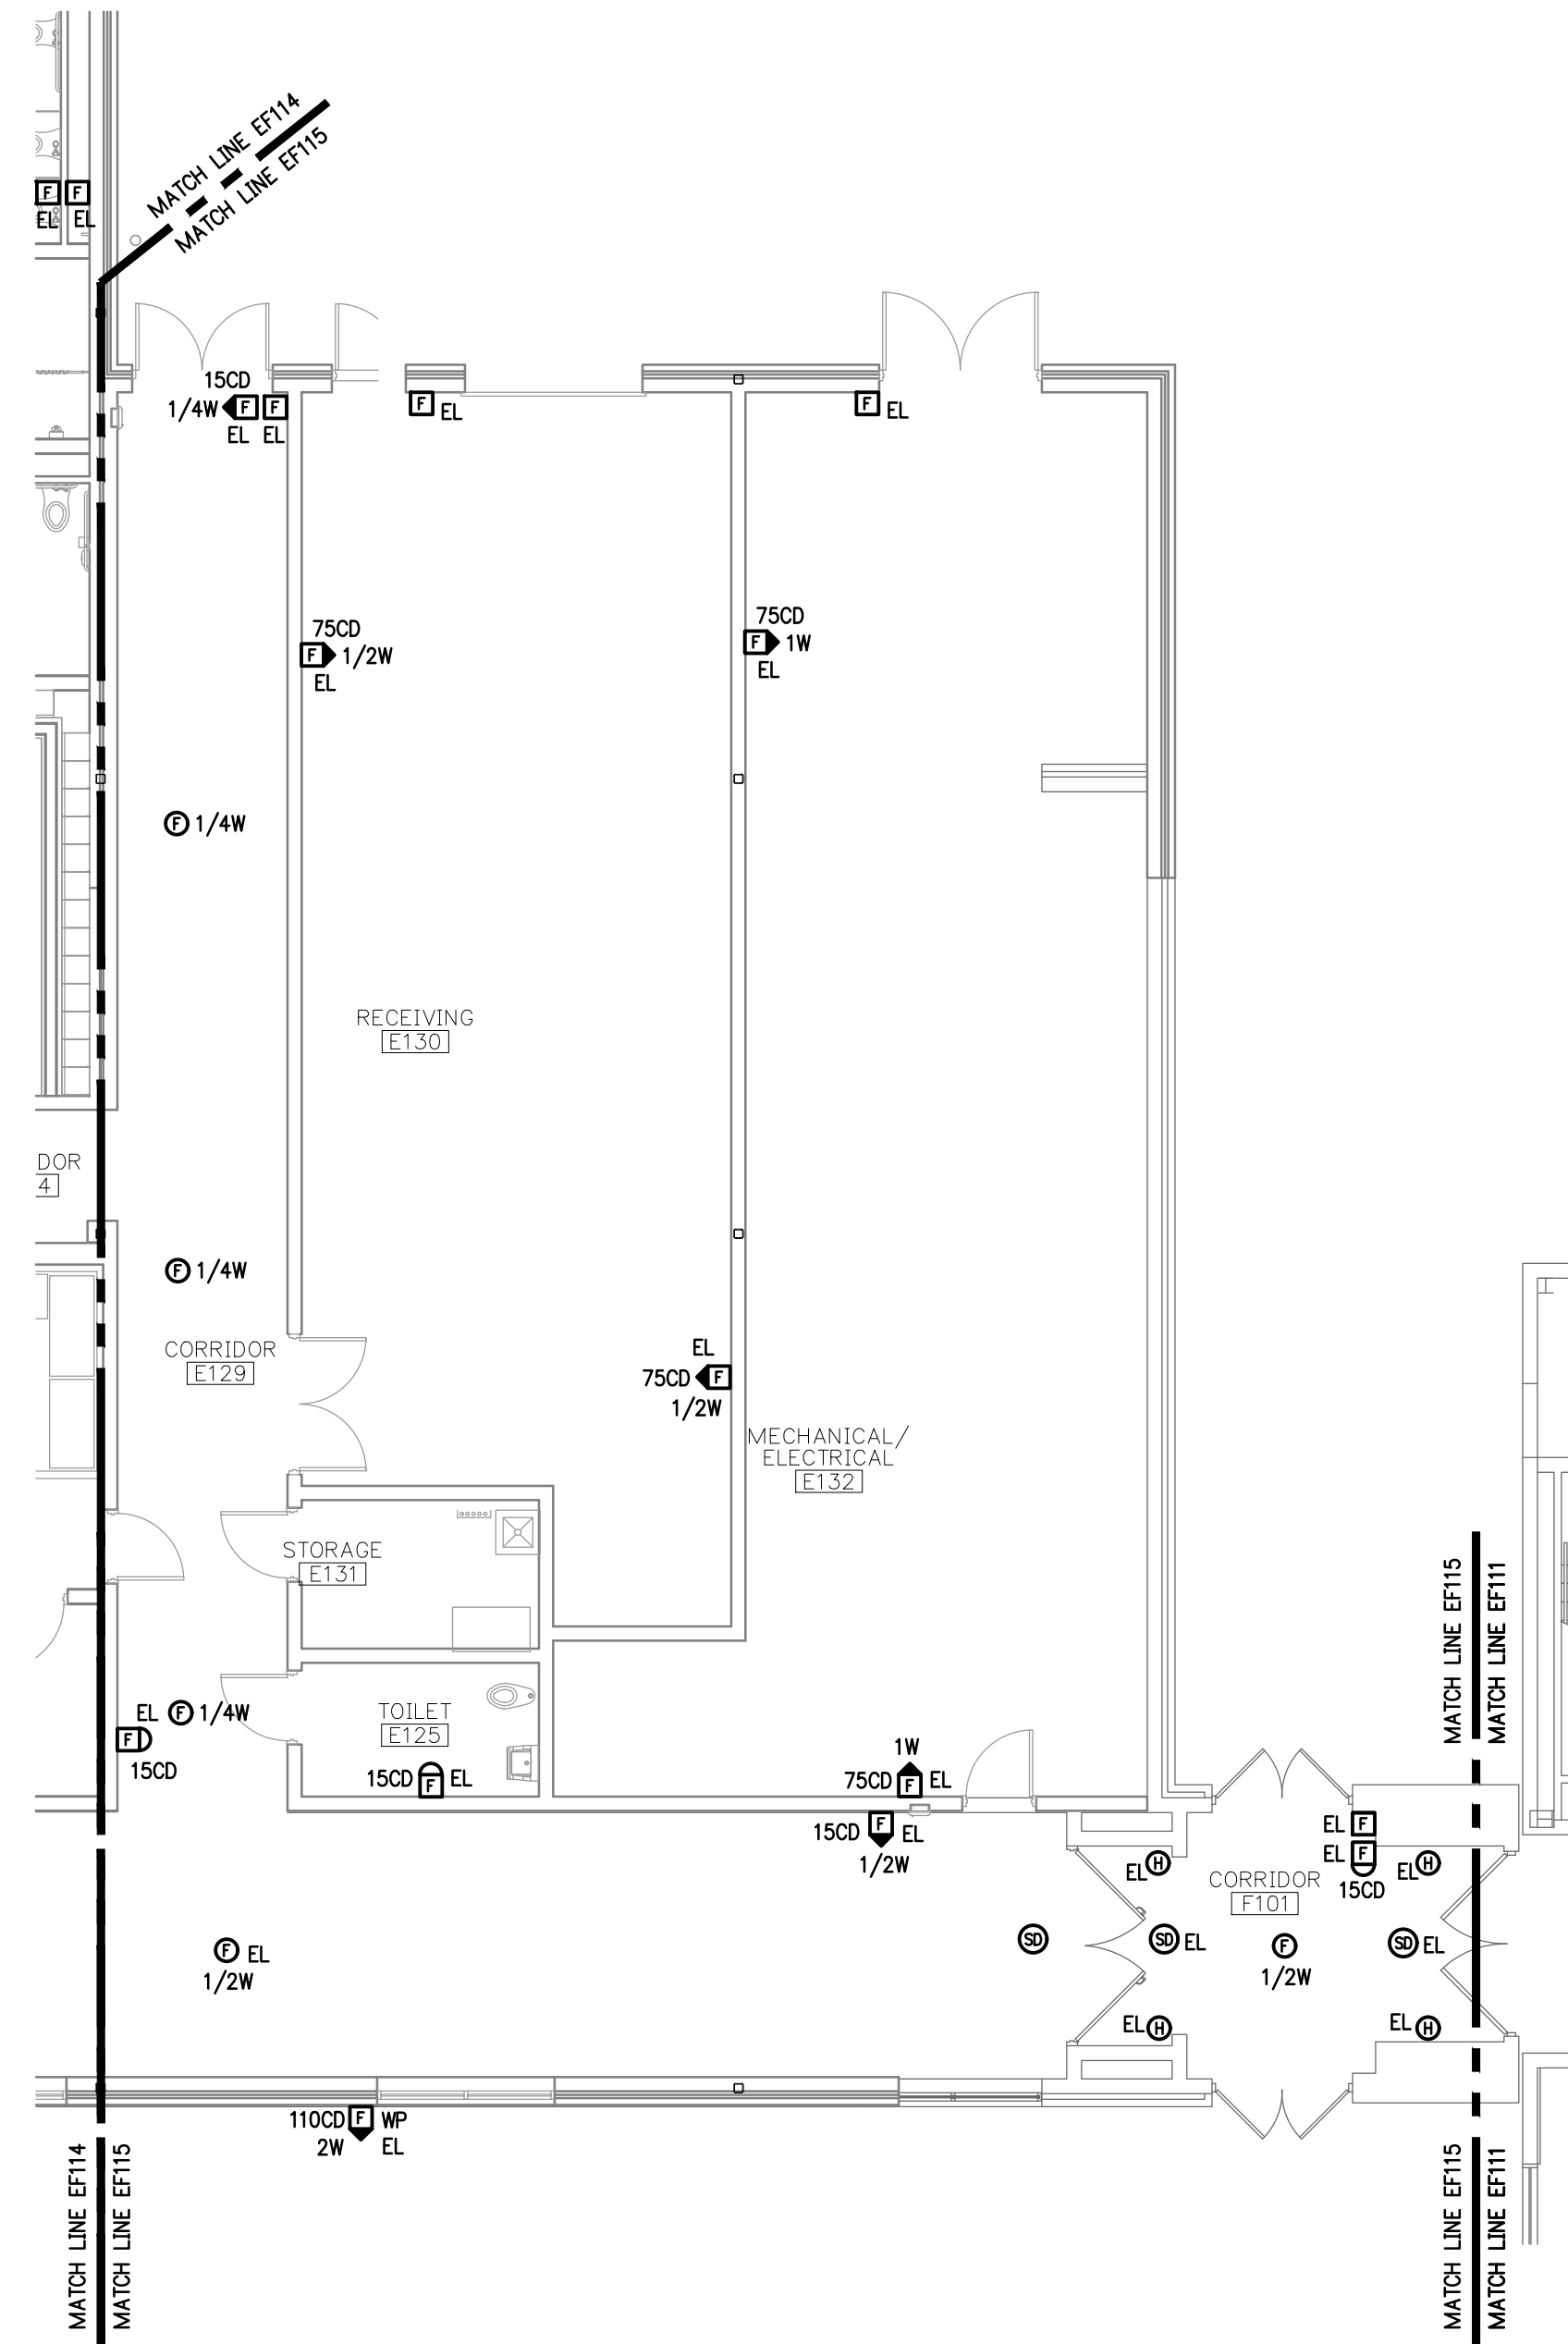 MATCH LINE EF114
MATCH LINE EF115
F
F
EL
EL
15CD
1/4W
F
F
EL
EL
F
EL
F
EL
75CD
F
1/2W
EL
75CD
F
1W
EL
F
1/4W
RECEIVING
E130
DOR
4
F
1/4W
CORRIDOR
E129
EL
75CD
F
1/2W
MECHANICAL/
ELECTRICAL
E132
STORAGE
E131
MATCH LINE EF115
MATCH LINE EF111
EL
F
1/4W
F
15CD
TOILET
E125
15CD
F
EL
1W
75CD
F
EL
15CD
F
EL
1/2W
EL
F
EL
F
15CD
EL
H
EL
H
CORRIDOR
F101
F
EL
1/2W
SD
SD
EL
F
1/2W
SD
EL
EL
H
EL
H
110CD
F
WP
2W
EL
MATCH LINE EF114
MATCH LINE EF115
MATCH LINE EF115
MATCH LINE EF111